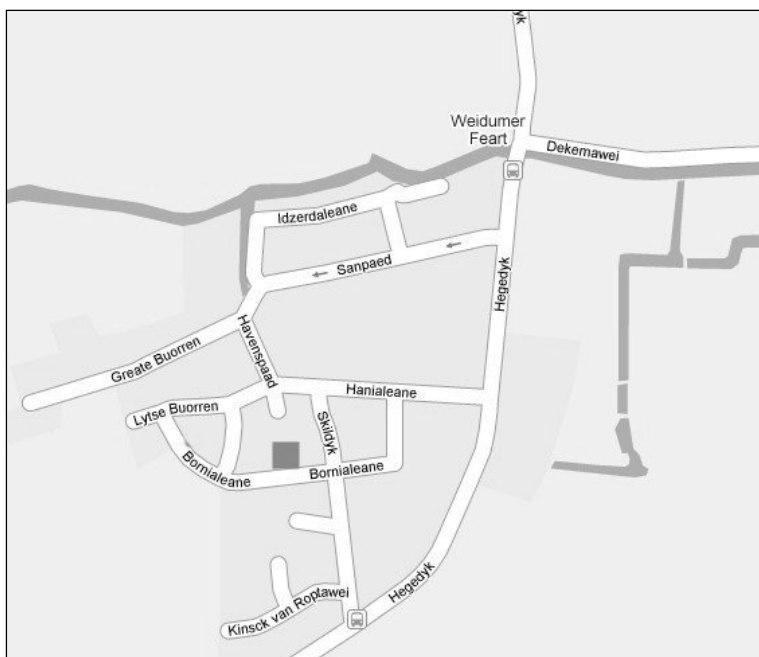 yk
Weidumer
Feart
Dekemawei
Idzerdaleane
Sanpaed
Hegedyk
Havenspaad
Greate Buorren
Hanialeane
Lytse Buorren
Skildyk
Bornialeane
Bornialeane
Hegedyk
Kinsck van Roptawei